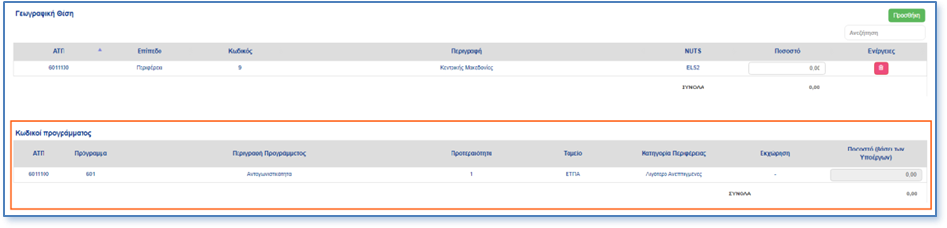 Γεωγραφική Θέση
Προσθήκη
Αναζήτηση
ΑΤΠ Επίπεδο Κωδικός Περιγραφή NUTS Ποσοστό Ενέργειες
6011100 Περιφέρεια 9 Κεντρικής Μακεδονίας EL52 0,00
ΣΥΝΟΛΑ 0,00
Κωδικοί προγράμματος
ΑΤΠ Πρόγραμμα Περιγραφή Προγράμματος Προτεραιότητα Ταμείο Κατηγορία Περιφέρειας Εκχώρηση Ποσοστό (βάσει των
Υποέργων)
6011100 601 Ανταγωνιστικότητα 1 ΕΤΠΑ Λιγότερο Ανεπτυγμένες - 0,00
ΣΥΝΟΛΑ 0,00